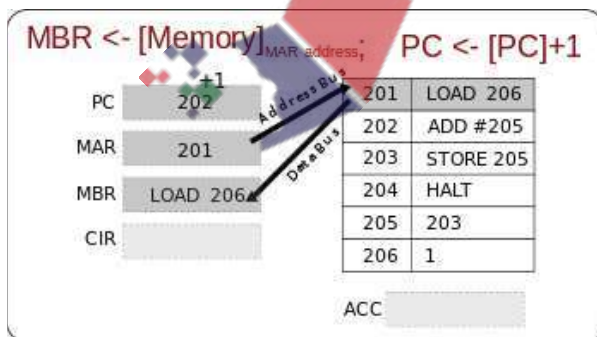 MBR <- [Memory]MAR address; PC <- [PC]+1
+1
PC 202
MAR 201
MBR LOAD 206
CIR
Address Bus
Data Bus
201 LOAD 206
202 ADD #205
203 STORE 205
204 HALT
205 203
206 1
ACC